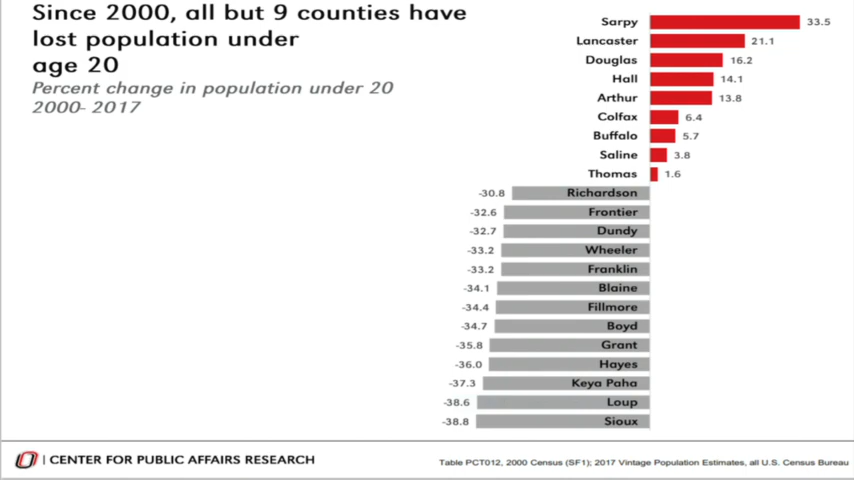 Since 2000, all but 9 counties have
lost population under
age 20
Percent change in population under 20
2000- 2017
Sarpy 33.5
Lancaster 21.1
Douglas 16.2
Hall 14.1
Arthur 13.8
Colfax 6.4
Buffalo 5.7
Saline 3.8
Thomas 1.6
-30.8 Richardson
-32.6 Frontier
-32.7 Dundy
-33.2 Wheeler
-33.2 Franklin
-34.1 Blaine
-34.4 Fillmore
-34.7 Boyd
-35.8 Grant
-36.0 Hayes
-37.3 Keya Paha
-38.6 Loup
-38.8 Sioux
O | CENTER FOR PUBLIC AFFAIRS RESEARCH
Table PCT012, 2000 Census (SF1); 2017 Vintage Population Estimates, all U.S. Census Bureau